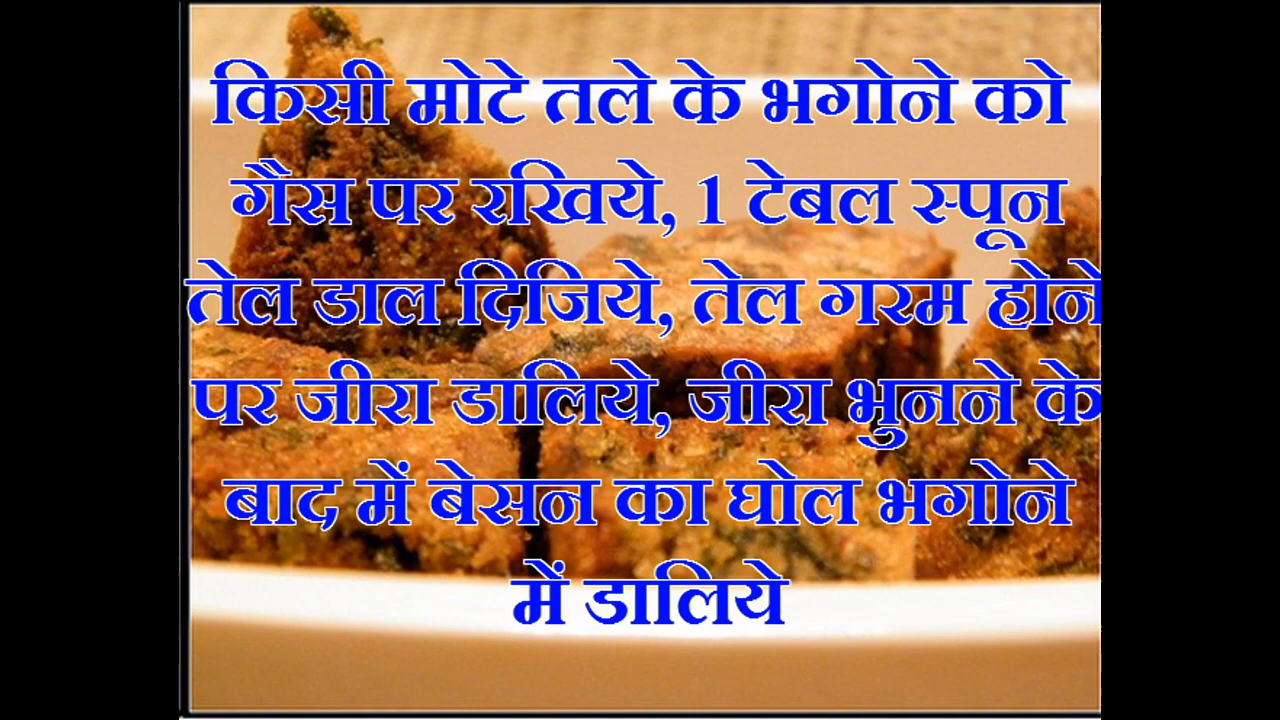 किसी मोटे तले के भगोने को
गैस पर रखिये, 1 टेबल स्पून
तेल डाल दिजिये, तेल गरम होने
पर जीरा डालिये, जीरा भुनने के
बाद में बेसन का घोल भगोने
में डालिये